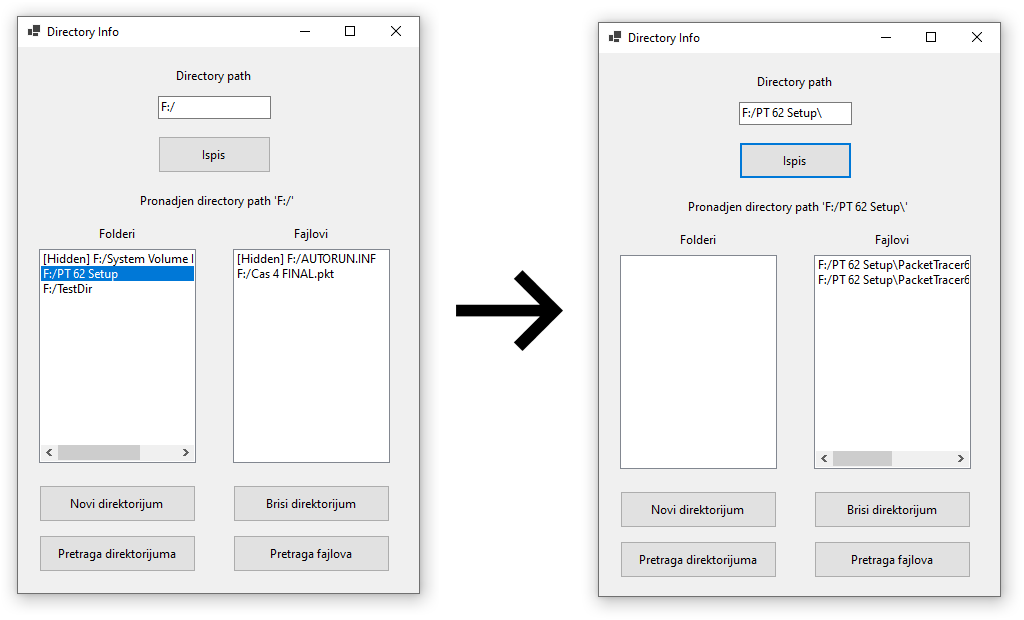 Directory Info
Directory path
F:/
Ispis
Pronadjen directory path 'F:/'
Folderi
Fajlovi
[Hidden] F:/System Volume I
F:/PT 62 Setup
F:/TestDir
[Hidden] F:/AUTORUN.INF
F:/Cas 4 FINAL.pkt
Novi direktorijum
Brisi direktorijum
Pretraga direktorijuma
Pretraga fajlova
Directory Info
Directory path
F:/PT 62 Setup\
Ispis
Pronadjen directory path 'F:/PT 62 Setup\'
Folderi
Fajlovi
F:/PT 62 Setup\PacketTracer6
F:/PT 62 Setup\PacketTracer6
Novi direktorijum
Brisi direktorijum
Pretraga direktorijuma
Pretraga fajlova